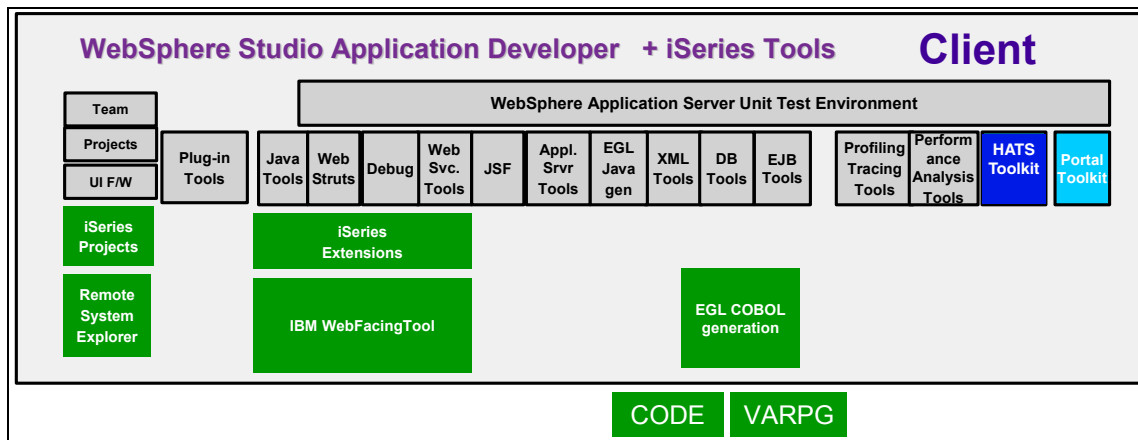 WebSphere Studio Application Developer + iSeries Tools
Client
WebSphere Application Server Unit Test Environment
Team
Projects
UI F/W
Plug-in
Tools
Java
Tools
Web
Struts
Debug
Web
Svc.
Tools
JSF
Appl.
Srvr
Tools
EGL
Java
gen
XML
Tools
DB
Tools
EJB
Tools
Profiling
Tracing
Tools
Perform
ance
Analysis
Tools
HATS
Toolkit
Portal
Toolkit
iSeries
Projects
iSeries
Extensions
Remote
System
Explorer
IBM WebFacingTool
EGL COBOL
generation
CODE
VARPG